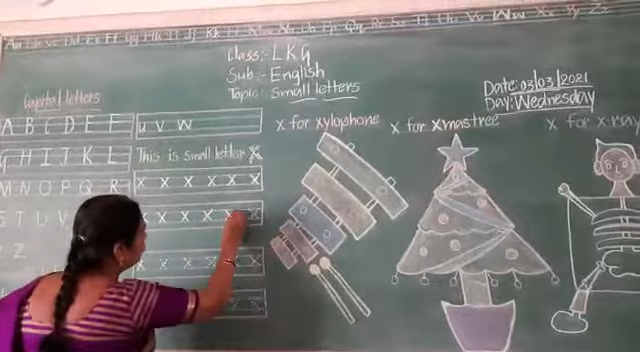 Class:- LKG
Sub:- English
Topic:- Small letters
Date: 03/03/2021
Day: Wednesday
Capital letters
A B C D E F
G H I J K L
M N O P Q R
S T U V
Z
u v w
This is small letter x
x x x x x x
x x x x x x
x x x x x x
x for xylophone
x for xmastree
x for x-ray